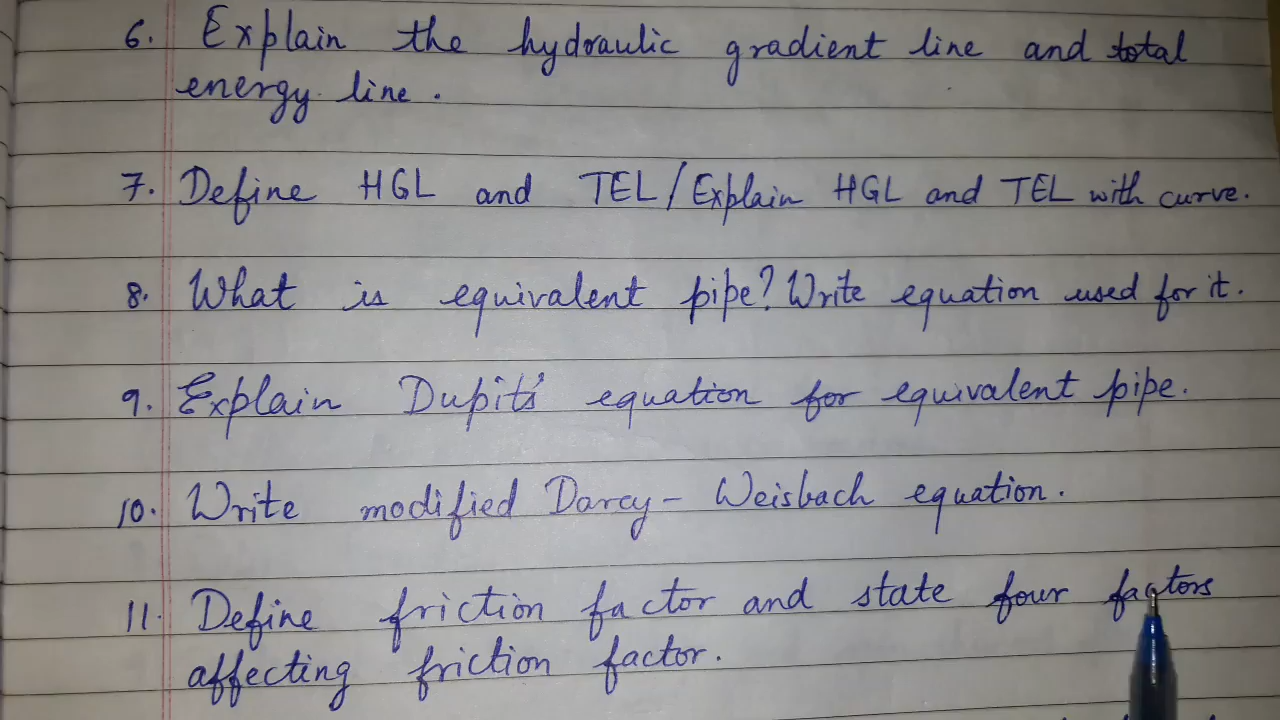 6. Explain the hydraulic gradient line and total
energy line.
7. Define HGL and TEL/Explain HGL and TEL with curve.
8. What is equivalent pipe? Write equation used for it.
9. Explain Dupit's equation for equivalent pipe.
10. Write modified Darcy - Weisbach equation.
11. Define friction factor and state four factors
affecting friction factor.